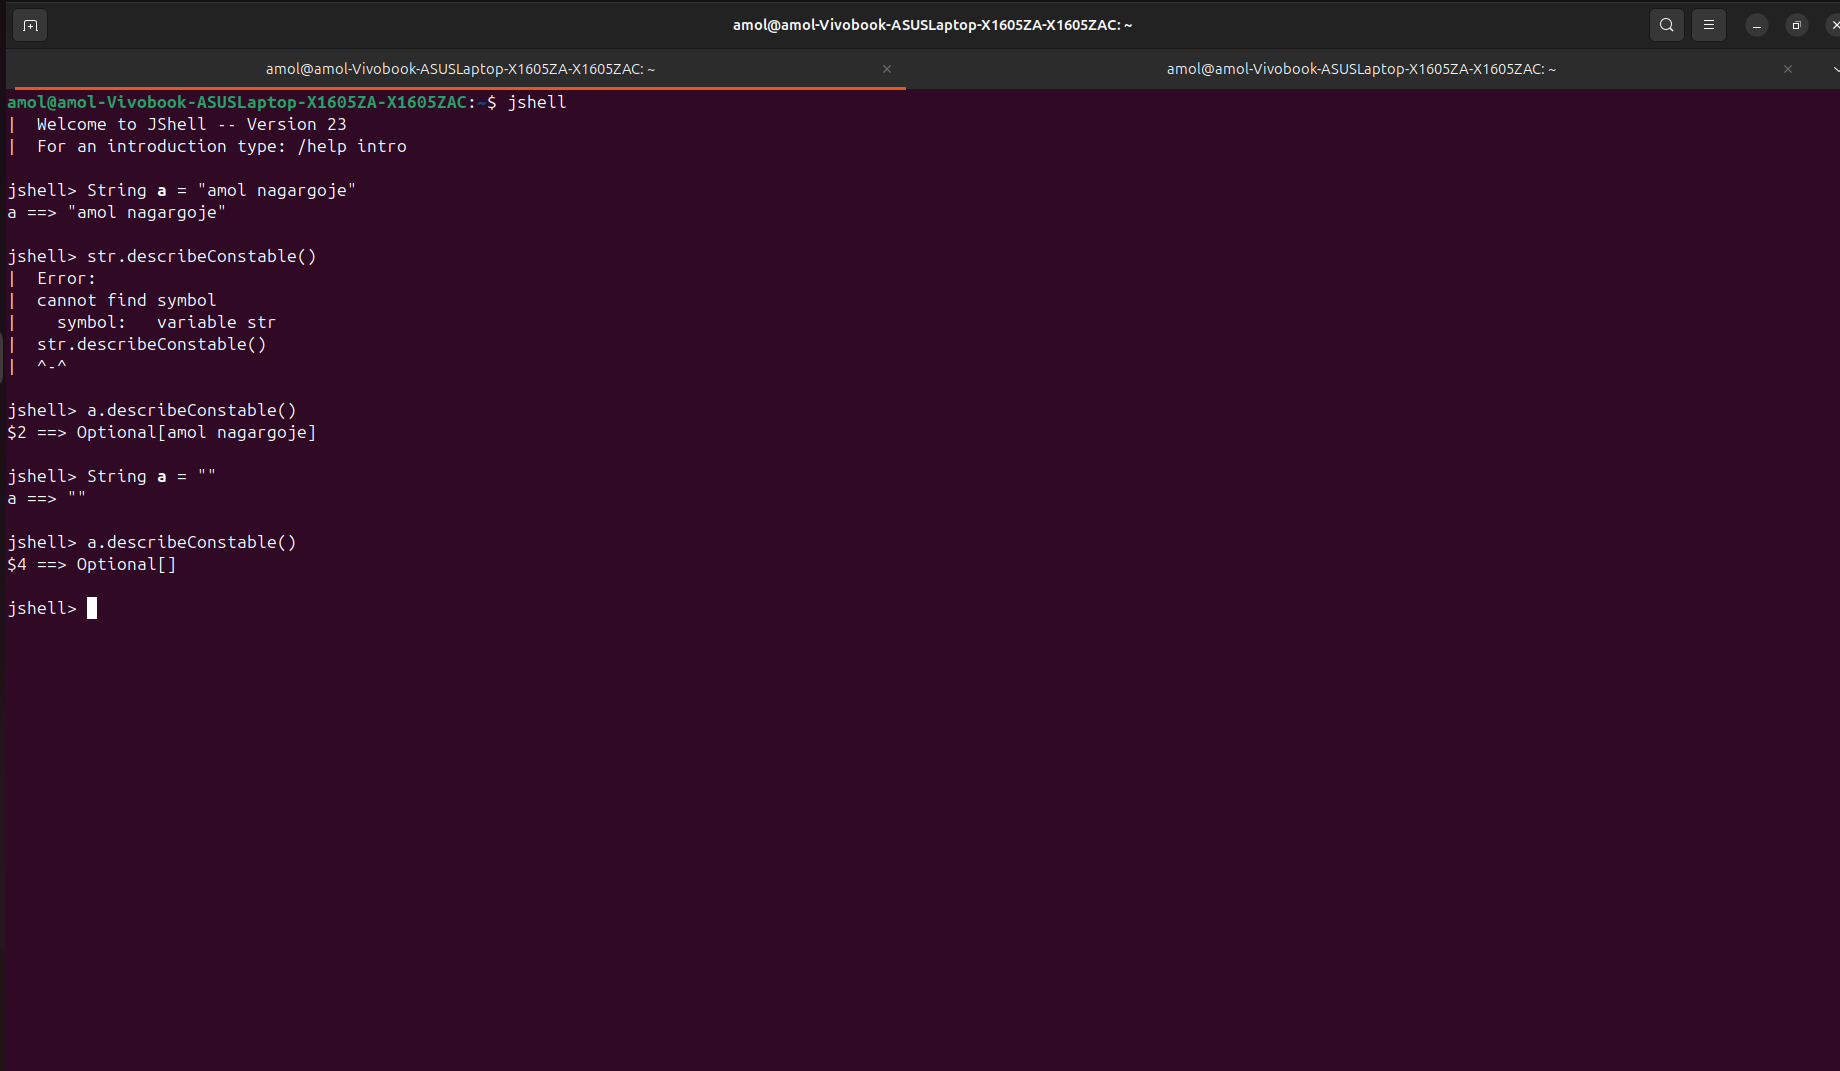 amol@amol-Vivobook-ASUSLaptop-X1605ZA-X1605ZAC: ~
amol@amol-Vivobook-ASUSLaptop-X1605ZA-X1605ZAC: ~
amol@amol-Vivobook-ASUSLaptop-X1605ZA-X1605ZAC: ~
amol@amol-Vivobook-ASUSLaptop-X1605ZA-X1605ZAC:~$ jshell
|  Welcome to JShell -- Version 23
|  For an introduction type: /help intro
jshell> String a = "amol nagargoje"
a ==> "amol nagargoje"
jshell> str.describeConstable()
|  Error:
|  cannot find symbol
|    symbol:   variable str
|  str.describeConstable()
|  ^-^
jshell> a.describeConstable()
$2 ==> Optional[amol nagargoje]
jshell> String a = ""
a ==> ""
jshell> a.describeConstable()
$4 ==> Optional[]
jshell>